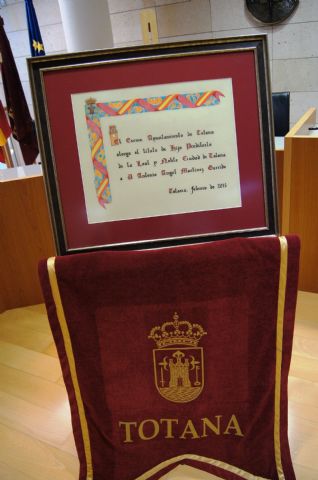 El Excmo Ayuntamiento de Totana
otorga el título de Hijo Predilecto
de la Leal y Noble Ciudad de Totana
a D Antonio Angel Martínez Garrido
Totana, febrero de 2015
TOTANA